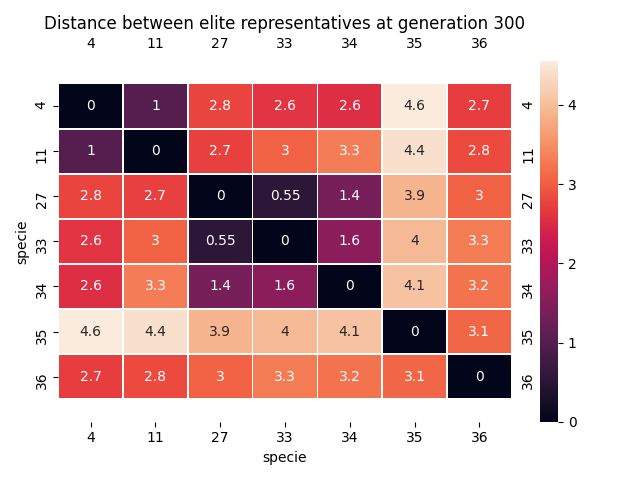 Distance between elite representatives at generation 300
4 11 27 33 34 35 36
4 0 1 2.8 2.6 2.6 4.6 2.7 4
11 1 0 2.7 3 3.3 4.4 2.8 11
27 2.8 2.7 0 0.55 1.4 3.9 3 27
33 2.6 3 0.55 0 1.6 4 3.3 33
34 2.6 3.3 1.4 1.6 0 4.1 3.2 34
35 4.6 4.4 3.9 4 4.1 0 3.1 35
36 2.7 2.8 3 3.3 3.2 3.1 0 36
specie
4 11 27 33 34 35 36
specie
4
3
2
1
0